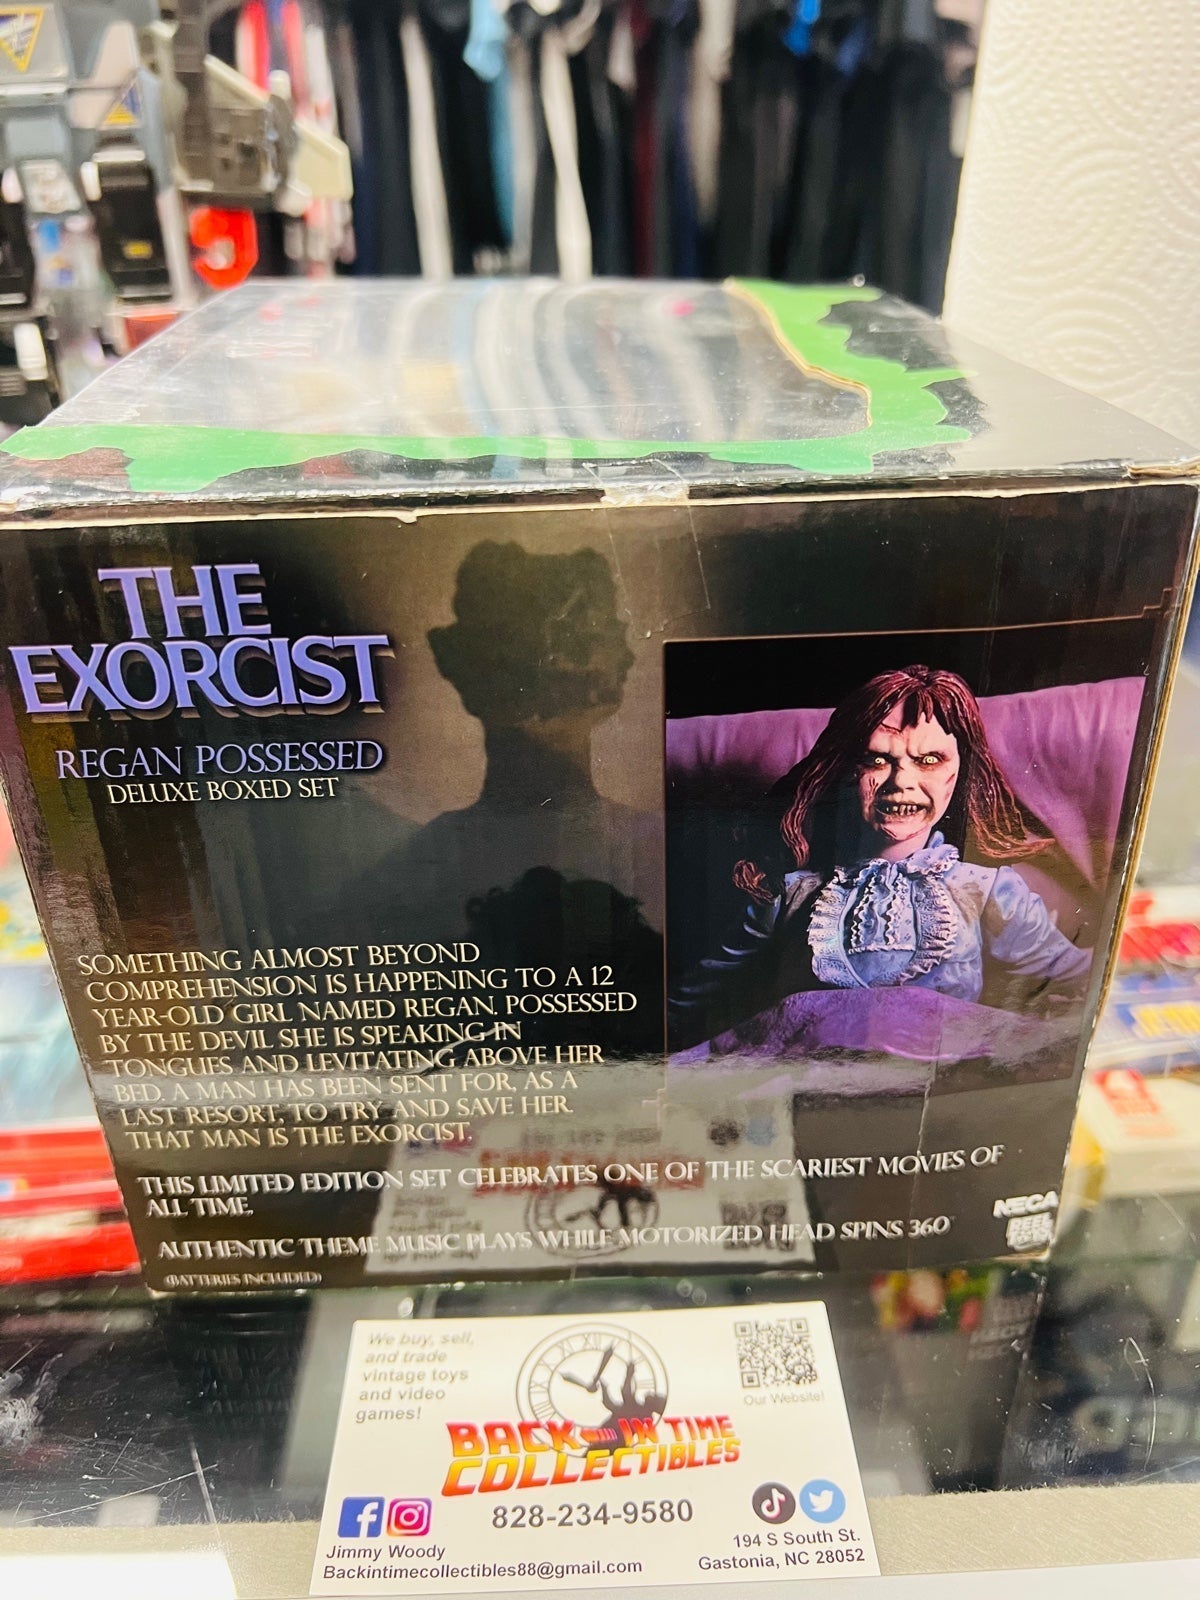 THE
EXORCIST
REGAN POSSESSED
DELUXE BOXED SET
SOMETHING ALMOST BEYOND
COMPREHENSION IS HAPPENING TO A 12
YEAR-OLD GIRL NAMED REGAN. POSSESSED
BY THE DEVIL SHE IS SPEAKING IN
TONGUES AND LEVITATING ABOVE HER
BED. A MAN HAS BEEN SENT FOR, AS A
LAST RESORT, TO TRY AND SAVE HER.
THAT MAN IS THE EXORCIST.
THIS LIMITED EDITION SET CELEBRATES ONE OF THE SCARIEST MOVIES OF
ALL TIME.
AUTHENTIC THEME MUSIC PLAYS WHILE MOTORIZED HEAD SPINS 360°
(BATTERIES INCLUDED)
NECA
REEL
TOYS
We buy, sell,
and trade
vintage toys
and video
games!
Our Website!
BACK IN TIME
COLLECTIBLES
828-234-9580
Jimmy Woody
Backintimecollectibles88@gmail.com
194 S South St.
Gastonia, NC 28052